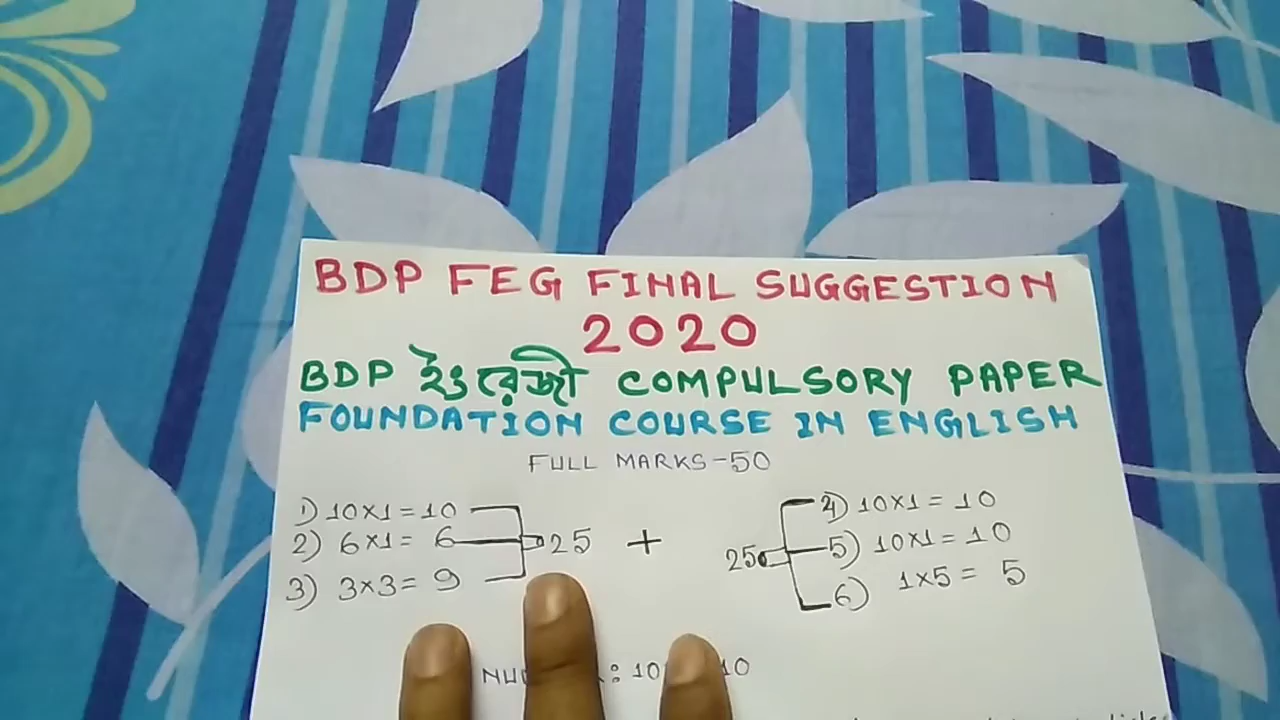 BDP FEG FINAL SUGGESTION
2020
BDP ইংরেজী COMPULSORY PAPER
FOUNDATION COURSE IN ENGLISH
FULL MARKS-50
1) 10×1=10
2) 6×1= 6
3) 3×3= 9
25 + 25
4) 10×1= 10
5) 10×1= 10
6) 1×5= 5
: 10